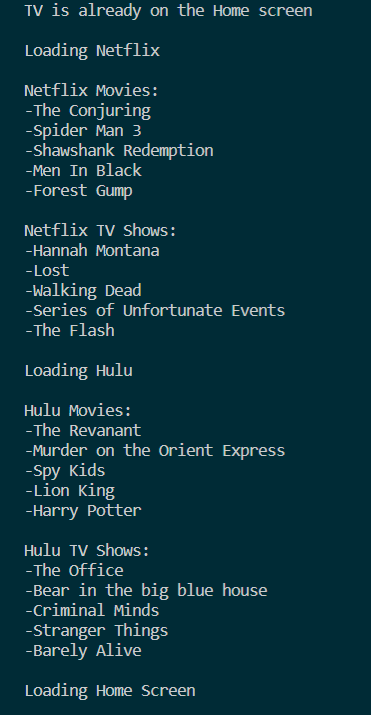 TV is already on the Home screen
Loading Netflix
Netflix Movies:
-The Conjuring
-Spider Man 3
-Shawshank Redemption
-Men In Black
-Forest Gump
Netflix TV Shows:
-Hannah Montana
-Lost
-Walking Dead
-Series of Unfortunate Events
-The Flash
Loading Hulu
Hulu Movies:
-The Revanant
-Murder on the Orient Express
-Spy Kids
-Lion King
-Harry Potter
Hulu TV Shows:
-The Office
-Bear in the big blue house
-Criminal Minds
-Stranger Things
-Barely Alive
Loading Home Screen